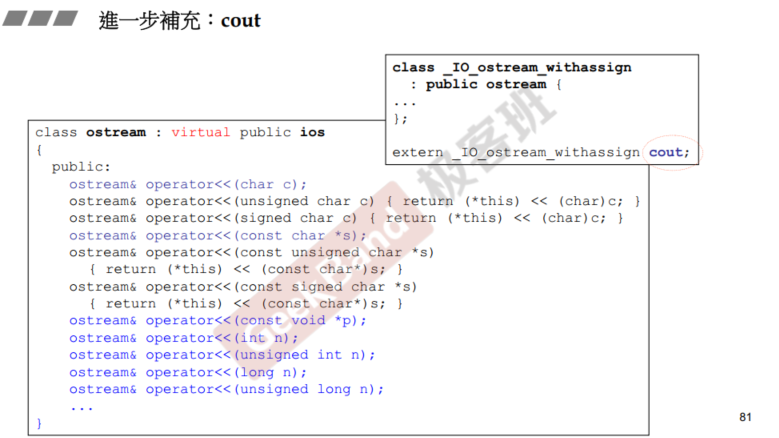 進一步補充：cout
class _IO_ostream_withassign
: public ostream {
...
};
extern _IO_ostream_withassign cout;
class ostream : virtual public ios
{
public:
ostream& operator<<(char c);
ostream& operator<<(unsigned char c) { return (*this) << (char)c; }
ostream& operator<<(signed char c) { return (*this) << (char)c; }
ostream& operator<<(const char *s);
ostream& operator<<(const unsigned char *s)
{ return (*this) << (const char*)s; }
ostream& operator<<(const signed char *s)
{ return (*this) << (const char*)s; }
ostream& operator<<(const void *p);
ostream& operator<<(int n);
ostream& operator<<(unsigned int n);
ostream& operator<<(long n);
ostream& operator<<(unsigned long n);
...
}
GeekBand 极客班
81